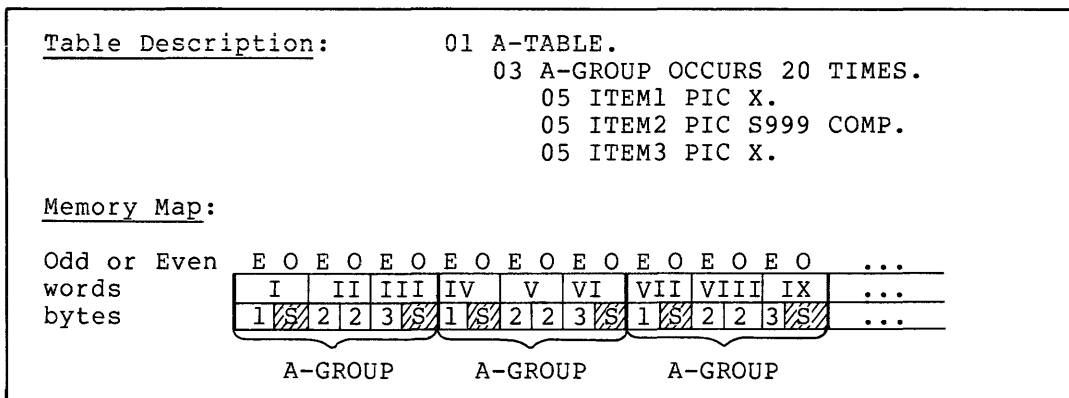 Table Description: 01 A-TABLE.
03 A-GROUP OCCURS 20 TIMES.
05 ITEM1 PIC X.
05 ITEM2 PIC S999 COMP.
05 ITEM3 PIC X.
Memory Map:
Odd or Even E O E O E O E O E O E O E O E O E O ...
words I II III IV V VI VII VIII IX ...
bytes 1 S 2 2 3 S 1 S 2 2 3 S 1 S 2 2 3 S ...
A-GROUP A-GROUP A-GROUP